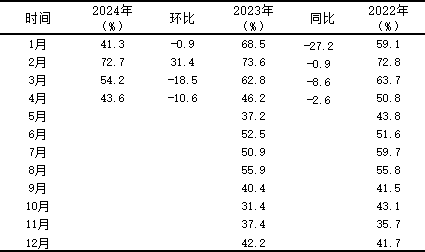 时间 2024年(%) 环比 2023年(%) 同比 2022年(%)
1月 41.3 -0.9 68.5 -27.2 59.1
2月 72.7 31.4 73.6 -0.9 72.8
3月 54.2 -18.5 62.8 -8.6 63.7
4月 43.6 -10.6 46.2 -2.6 50.8
5月 37.2 43.8
6月 52.5 51.6
7月 50.9 59.7
8月 55.9 55.8
9月 40.4 41.5
10月 31.4 43.1
11月 37.4 35.7
12月 42.2 41.7